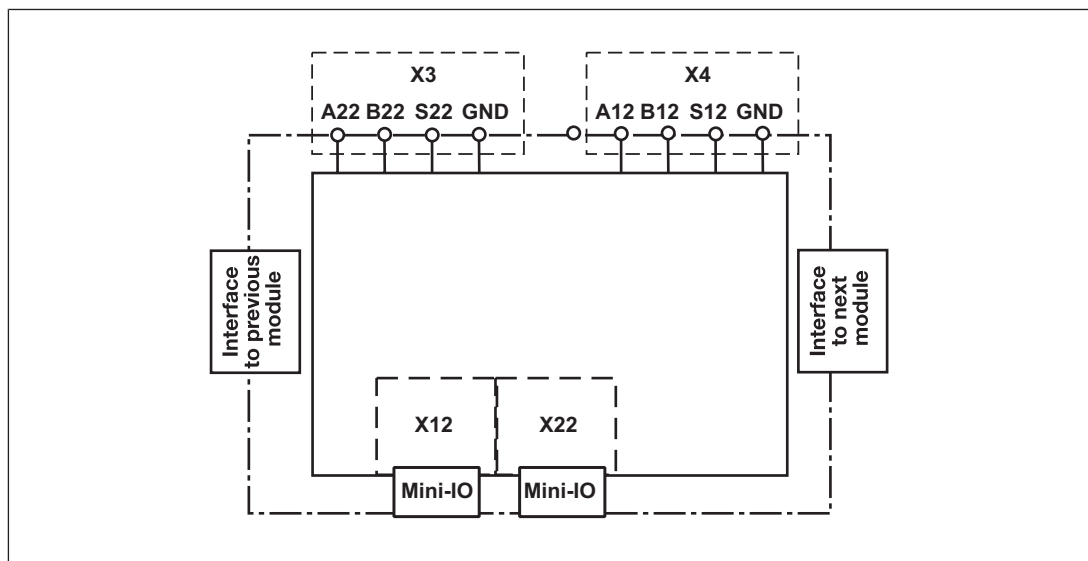 X3
X4
A22 B22 S22 GND
A12 B12 S12 GND
Interface
to previous
module
Interface
to next
module
X12
X22
Mini-IO
Mini-IO